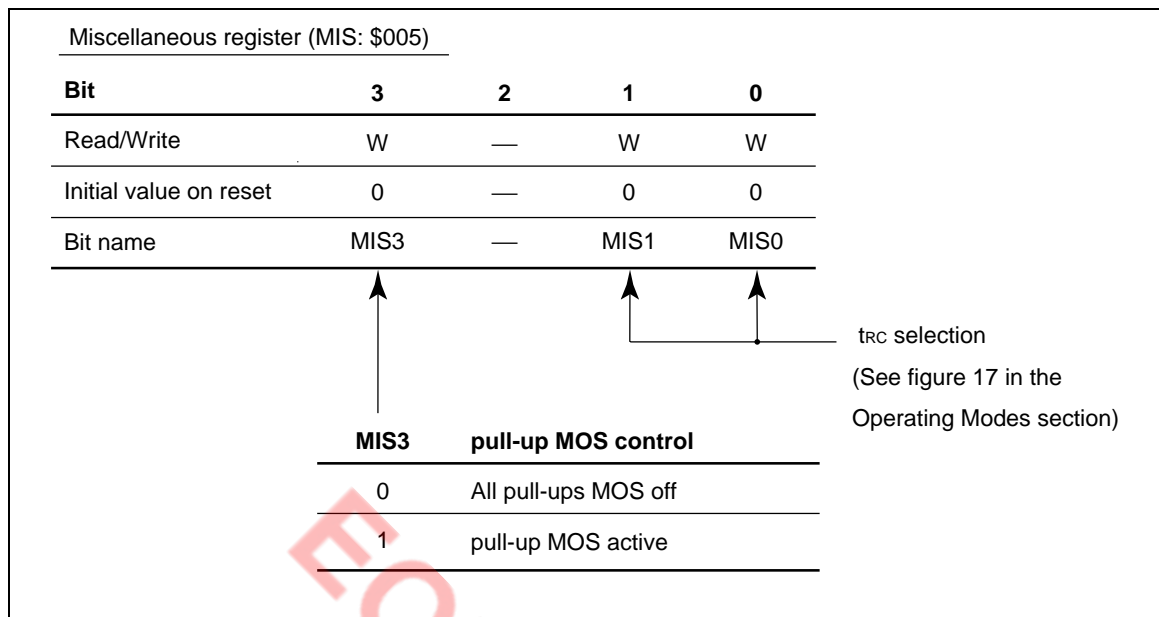 Miscellaneous register (MIS: $005)
Bit 3 2 1 0
Read/Write W — W W
Initial value on reset 0 — 0 0
Bit name MIS3 — MIS1 MIS0
tRC selection
(See figure 17 in the
Operating Modes section)
MIS3 pull-up MOS control
0 All pull-ups MOS off
1 pull-up MOS active
EO